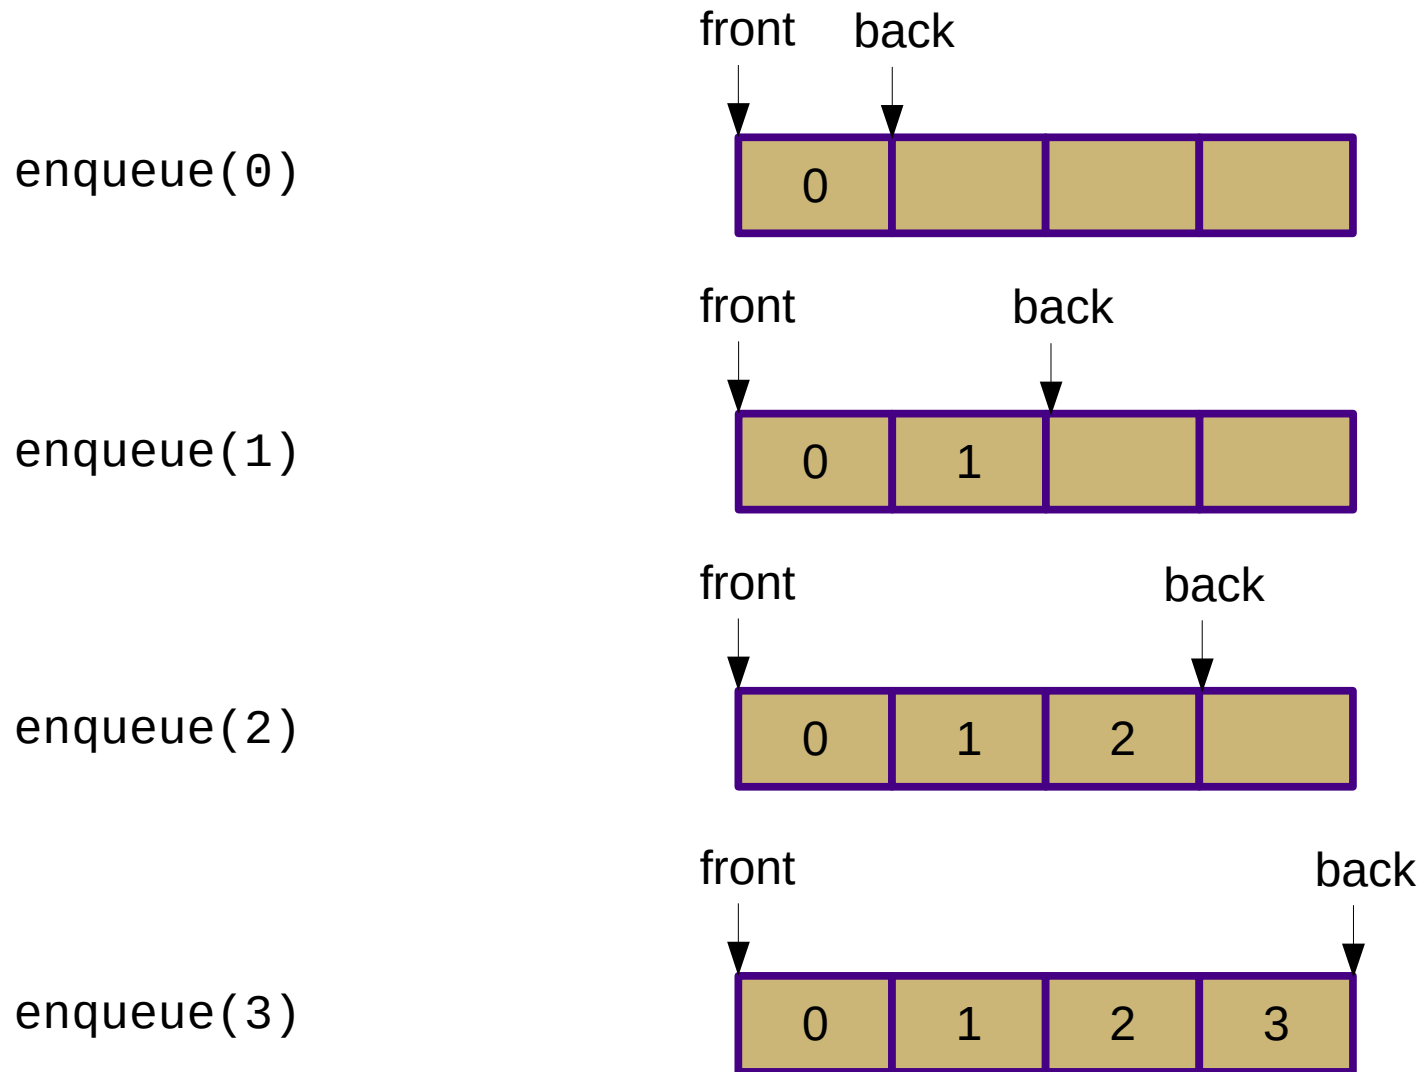 front back
enqueue(0)
0
front back
enqueue(1)
0 1
front back
enqueue(2)
0 1 2
front back
enqueue(3)
0 1 2 3